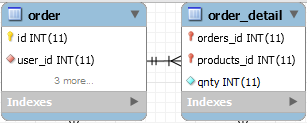 order
id INT(11)
user_id INT(11)
3 more...
Indexes
order_detail
orders_id INT(11)
products_id INT(11)
qnty INT(11)
Indexes